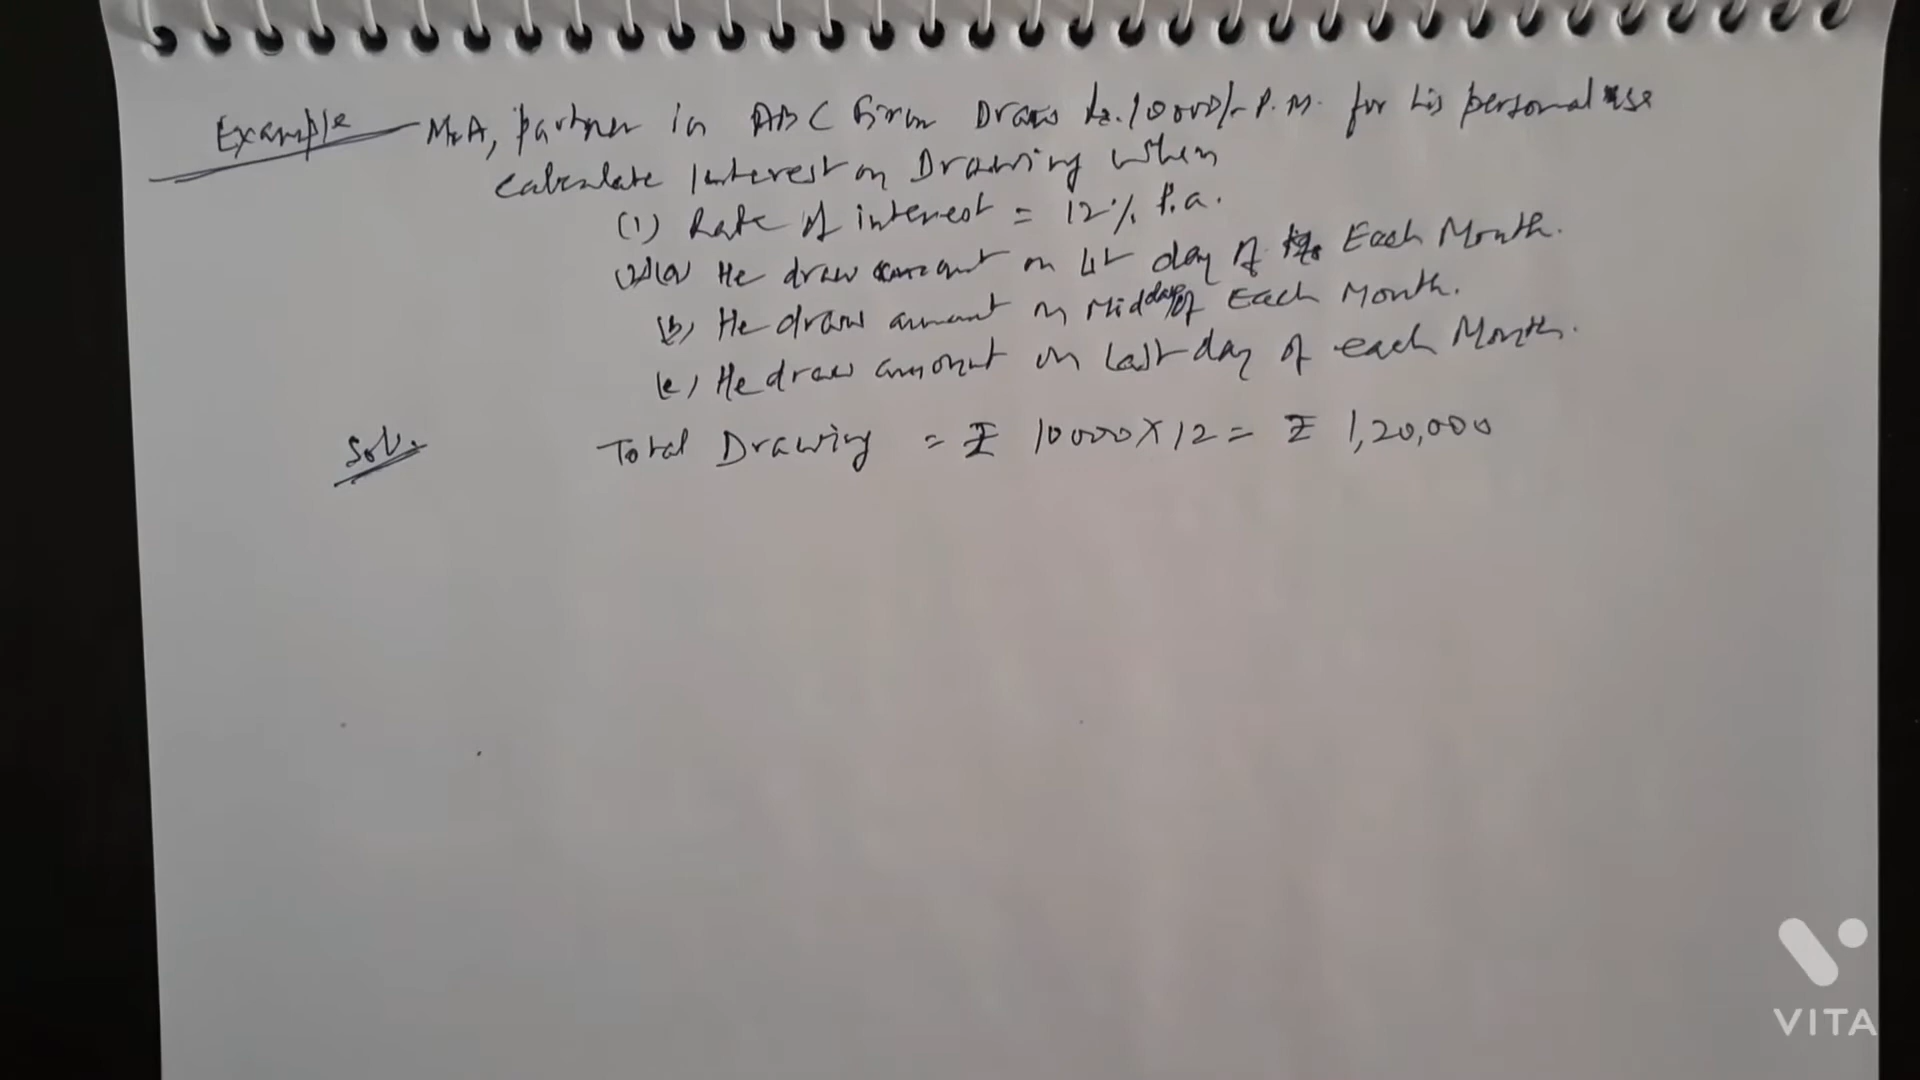 Example - Mr A, partner in ABC firm Draws Rs. 10000/- P.M. for his personal use
Calculate Interest on Drawing when
(1) Rate of interest = 12% P.a.
(2)(a) He draw amount on 1st day of Each Month.
(b) He draw amount on Mid day of Each Month.
(c) He draw amount on last day of each Month.
Sol. Total Drawing = ₹ 10000 X 12 = ₹ 1,20,000
VITA